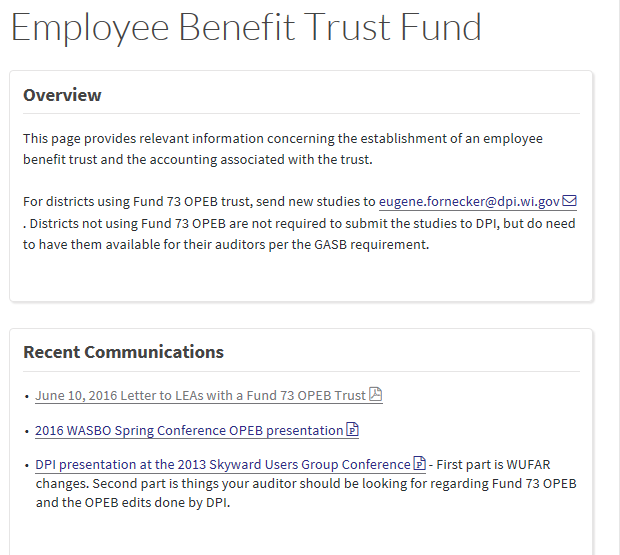 Employee Benefit Trust Fund
Overview
This page provides relevant information concerning the establishment of an employee
benefit trust and the accounting associated with the trust.
For districts using Fund 73 OPEB trust, send new studies to eugene.fornecker@dpi.wi.gov
. Districts not using Fund 73 OPEB are not required to submit the studies to DPI, but do need
to have them available for their auditors per the GASB requirement.
Recent Communications
• June 10, 2016 Letter to LEAs with a Fund 73 OPEB Trust
• 2016 WASBO Spring Conference OPEB presentation
• DPI presentation at the 2013 Skyward Users Group Conference - First part is WUFAR
changes. Second part is things your auditor should be looking for regarding Fund 73 OPEB
and the OPEB edits done by DPI.